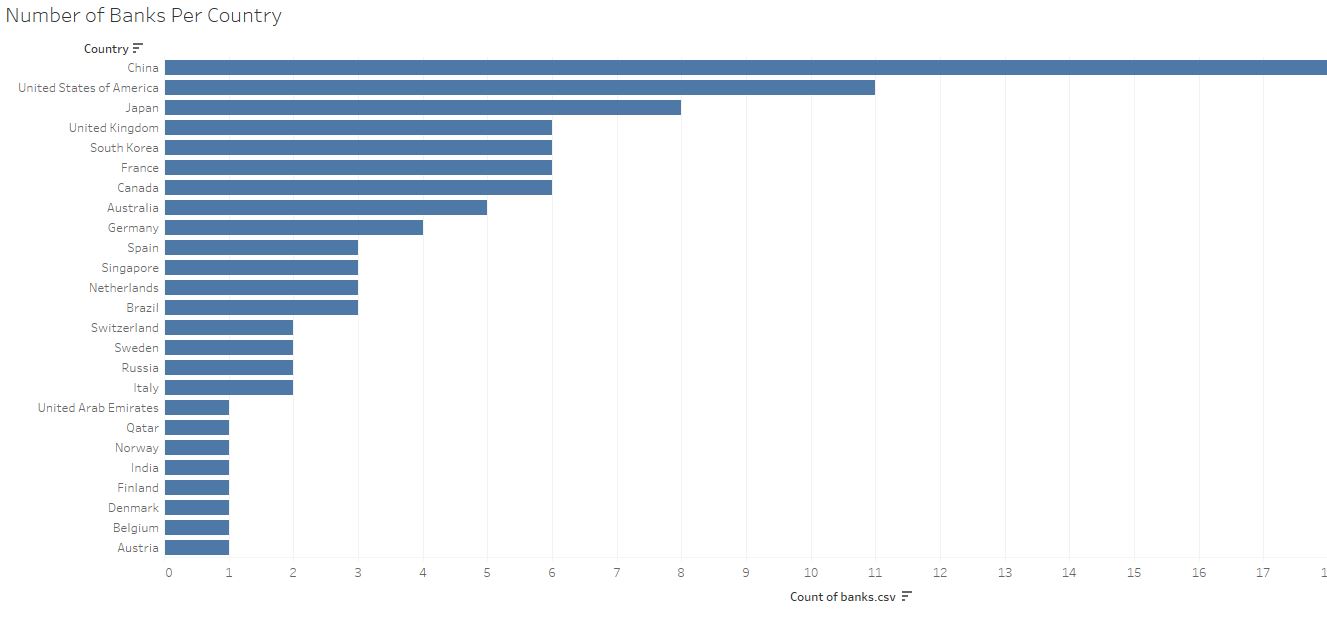 Number of Banks Per Country
Country
China
United States of America
Japan
United Kingdom
South Korea
France
Canada
Australia
Germany
Spain
Singapore
Netherlands
Brazil
Switzerland
Sweden
Russia
Italy
United Arab Emirates
Qatar
Norway
India
Finland
Denmark
Belgium
Austria
0 1 2 3 4 5 6 7 8 9 10 11 12 13 14 15 16 17
Count of banks.csv